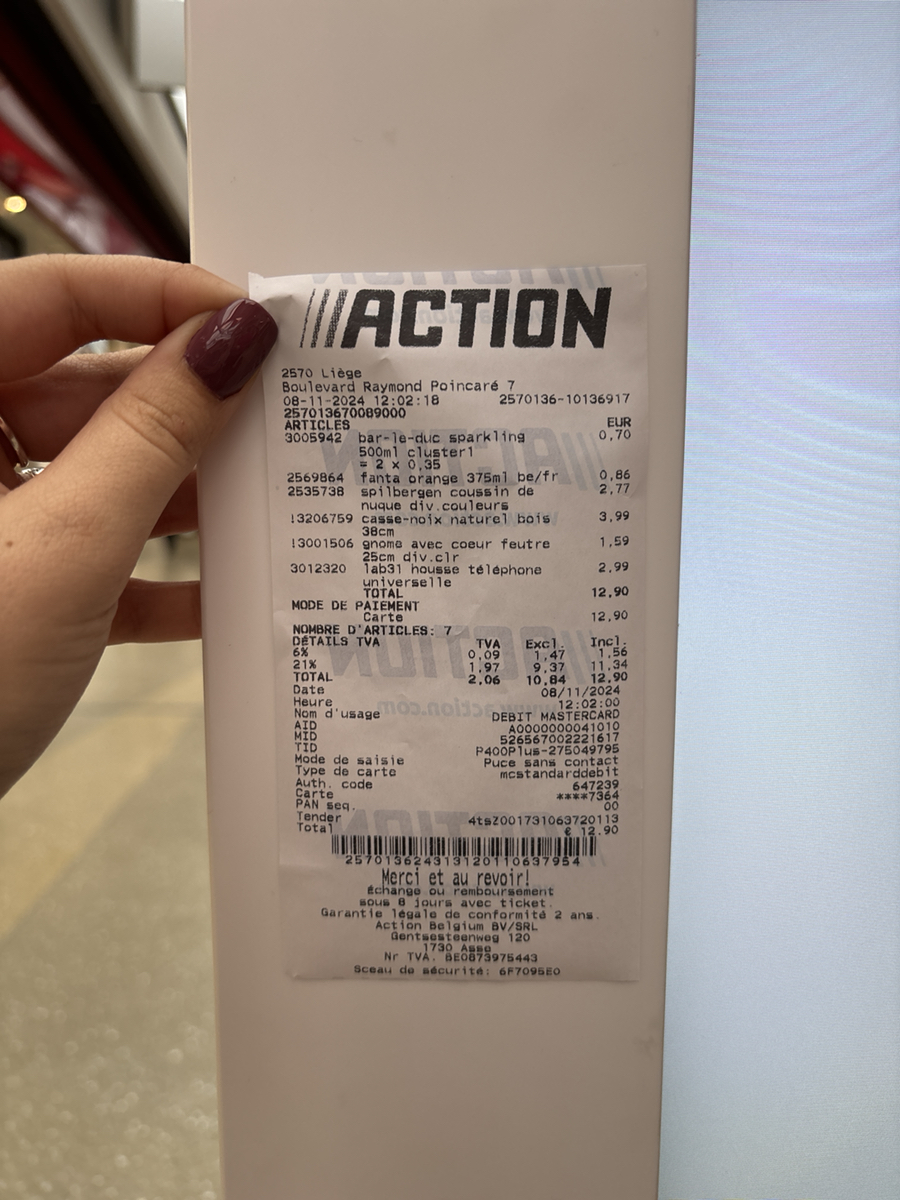 ACTION
2570 Liège
Boulevard Raymond Poincaré 7
08-11-2024 12:02:18 2570136-10136917
257013670089000
ARTICLES EUR
3005942 bar-le-duc sparkling 0,70
500ml cluster1
= 2 x 0,35
2569864 fanta orange 375ml be/fr 0,86
2535738 spilbergen coussin de 2,77
nuque div.couleurs
!3206759 casse-noix naturel bois 3,99
38cm
!3001506 gnome avec coeur feutre 1,59
25cm div.clr
3012320 lab31 housse téléphone 2,99
universelle
TOTAL 12,90
MODE DE PAIEMENT
Carte 12,90
NOMBRE D'ARTICLES: 7
DÉTAILS TVA TVA Excl. Incl.
6% 0,09 1,47 1,56
21% 1,97 9,37 11,34
TOTAL 2,06 10,84 12,90
Date 08/11/2024
Heure 12:02:00
Nom d'usage DEBIT MASTERCARD
AID A0000000041010
MID 526567002221617
TID P400Plus-275049795
Mode de saisie Puce sans contact
Type de carte mcstandarddebit
Auth. code 647239
Carte ****7364
PAN seq. 00
Tender 4tsZ001731063720113
Total € 12.90
2570136243131201106379​54
Merci et au revoir!
Échange ou remboursement
sous 8 jours avec ticket.
Garantie légale de conformité 2 ans.
Action Belgium BV/SRL
Gentsesteenweg 120
1730 Asse
Nr TVA. BE0873975443
Sceau de sécurité: 6F7095E0